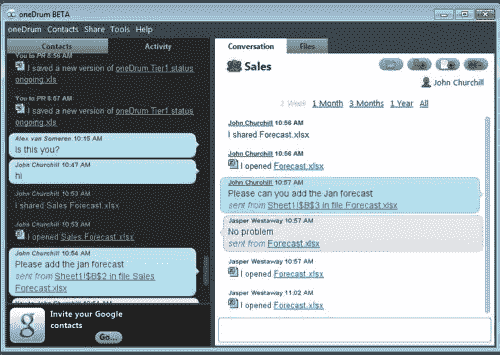 oneDrum BETA
oneDrum Contacts Share Tools Help
Contacts Activity
You to PR 8:56 AM
I saved a new version of oneDrum Tier1 status
ongoing.xls
You to PR 8:57 AM
I saved a new version of oneDrum Tier1 status
ongoing.xls
Alex van Someren 10:15 AM
Is this you?
John Churchill 10:47 AM
hi
John Churchill 10:53 AM
I shared Sales Forecast.xlsx
John Churchill 10:53 AM
I opened Sales Forecast.xlsx
John Churchill 10:54 AM
Please add the jan forecast
sent from Sheet1!$B$2 in file Sales
Forecast.xlsx
g
Invite your Google
contacts
Go...
Conversation Files
Sales
John Churchill
1 Week 1 Month 3 Months 1 Year All
John Churchill 10:56 AM
I shared Forecast.xlsx
John Churchill 10:56 AM
I opened Forecast.xlsx
John Churchill 10:57 AM
Please can you add the Jan forecast
sent from Sheet1!$B$3 in file Forecast.xlsx
Jasper Westaway 10:57 AM
No problem
sent from Forecast.xlsx
Jasper Westaway 10:57 AM
I opened Forecast.xlsx
Jasper Westaway 11:02 AM
I opened Forecast.xlsx